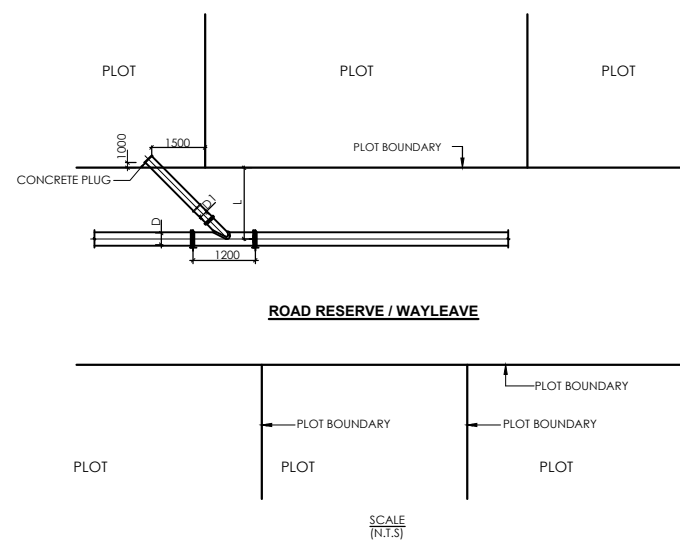 PLOT
PLOT
PLOT
1000
1500
PLOT BOUNDARY
CONCRETE PLUG
D1
L
D
1200
ROAD RESERVE / WAYLEAVE
PLOT BOUNDARY
PLOT BOUNDARY
PLOT BOUNDARY
PLOT
PLOT
PLOT
SCALE
(N.T.S)